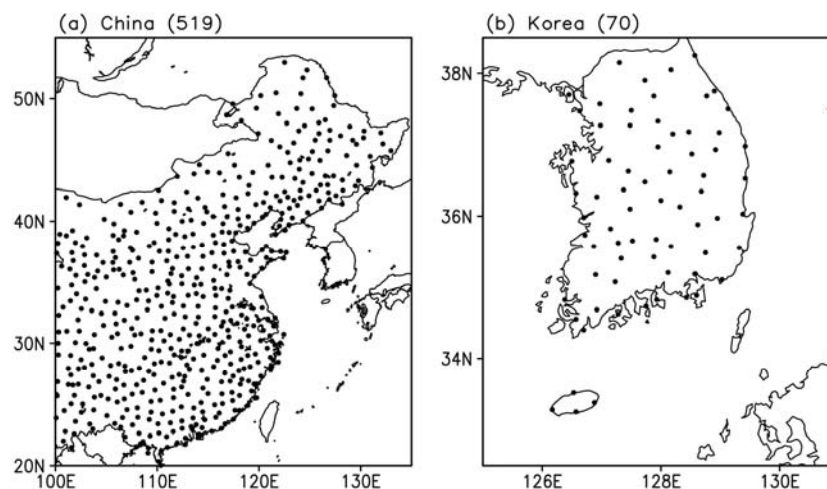 (a) China (519)
50N
40N
30N
20N
100E 110E 120E 130E
(b) Korea (70)
38N
36N
34N
126E 128E 130E